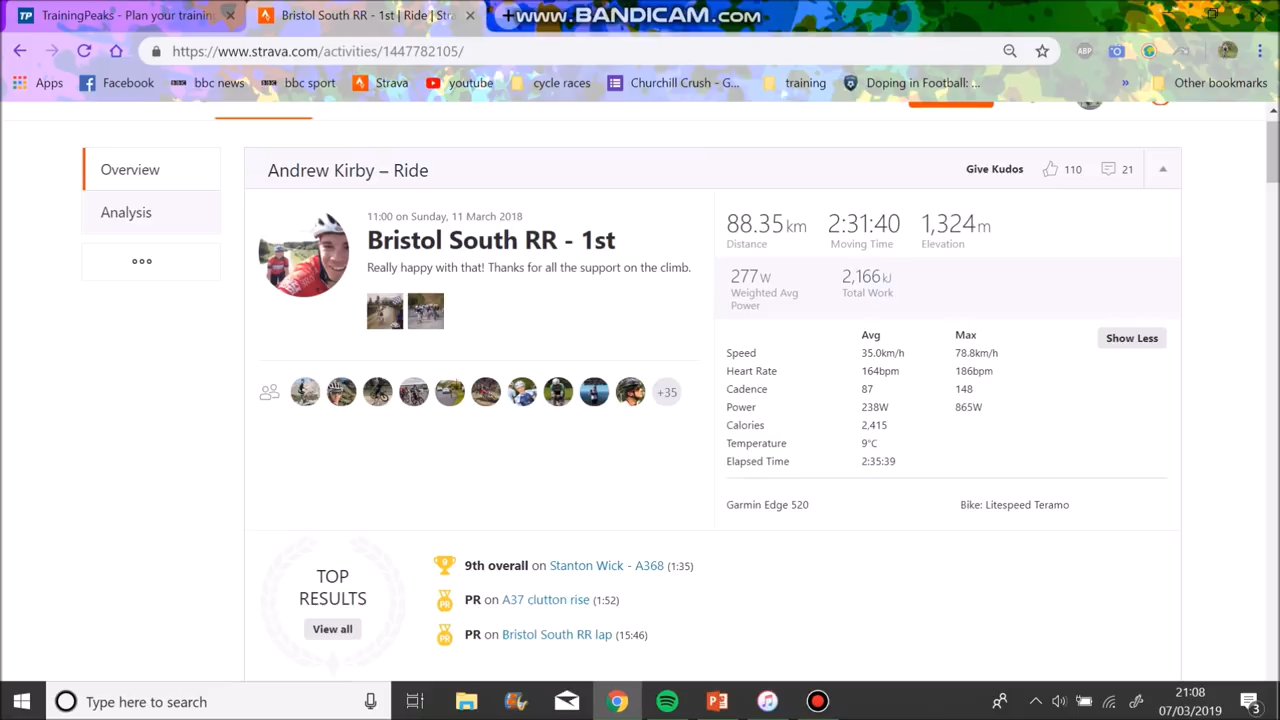 TrainingPeaks - Plan your trainin
Bristol South RR - 1st | Ride | Stra
www.BANDICAM.com
https://www.strava.com/activities/1447782105/
ABP
Apps
Facebook
bbc news
bbc sport
Strava
youtube
cycle races
Churchill Crush - G...
training
Doping in Football: ...
»
Other bookmarks
Overview
Analysis
Andrew Kirby – Ride
Give Kudos
110
21
11:00 on Sunday, 11 March 2018
Bristol South RR - 1st
Really happy with that! Thanks for all the support on the climb.
+35
88.35km
2:31:40
1,324m
Distance
Moving Time
Elevation
277W
2,166kJ
Weighted Avg Power
Total Work
Avg
Max
Show Less
Speed
35.0km/h
78.8km/h
Heart Rate
164bpm
186bpm
Cadence
87
148
Power
238W
865W
Calories
2,415
Temperature
9°C
Elapsed Time
2:35:39
Garmin Edge 520
Bike: Litespeed Teramo
TOP
RESULTS
View all
9th overall on Stanton Wick - A368 (1:35)
PR
PR on A37 clutton rise (1:52)
PR
PR on Bristol South RR lap (15:46)
Type here to search
21:08
07/03/2019
3